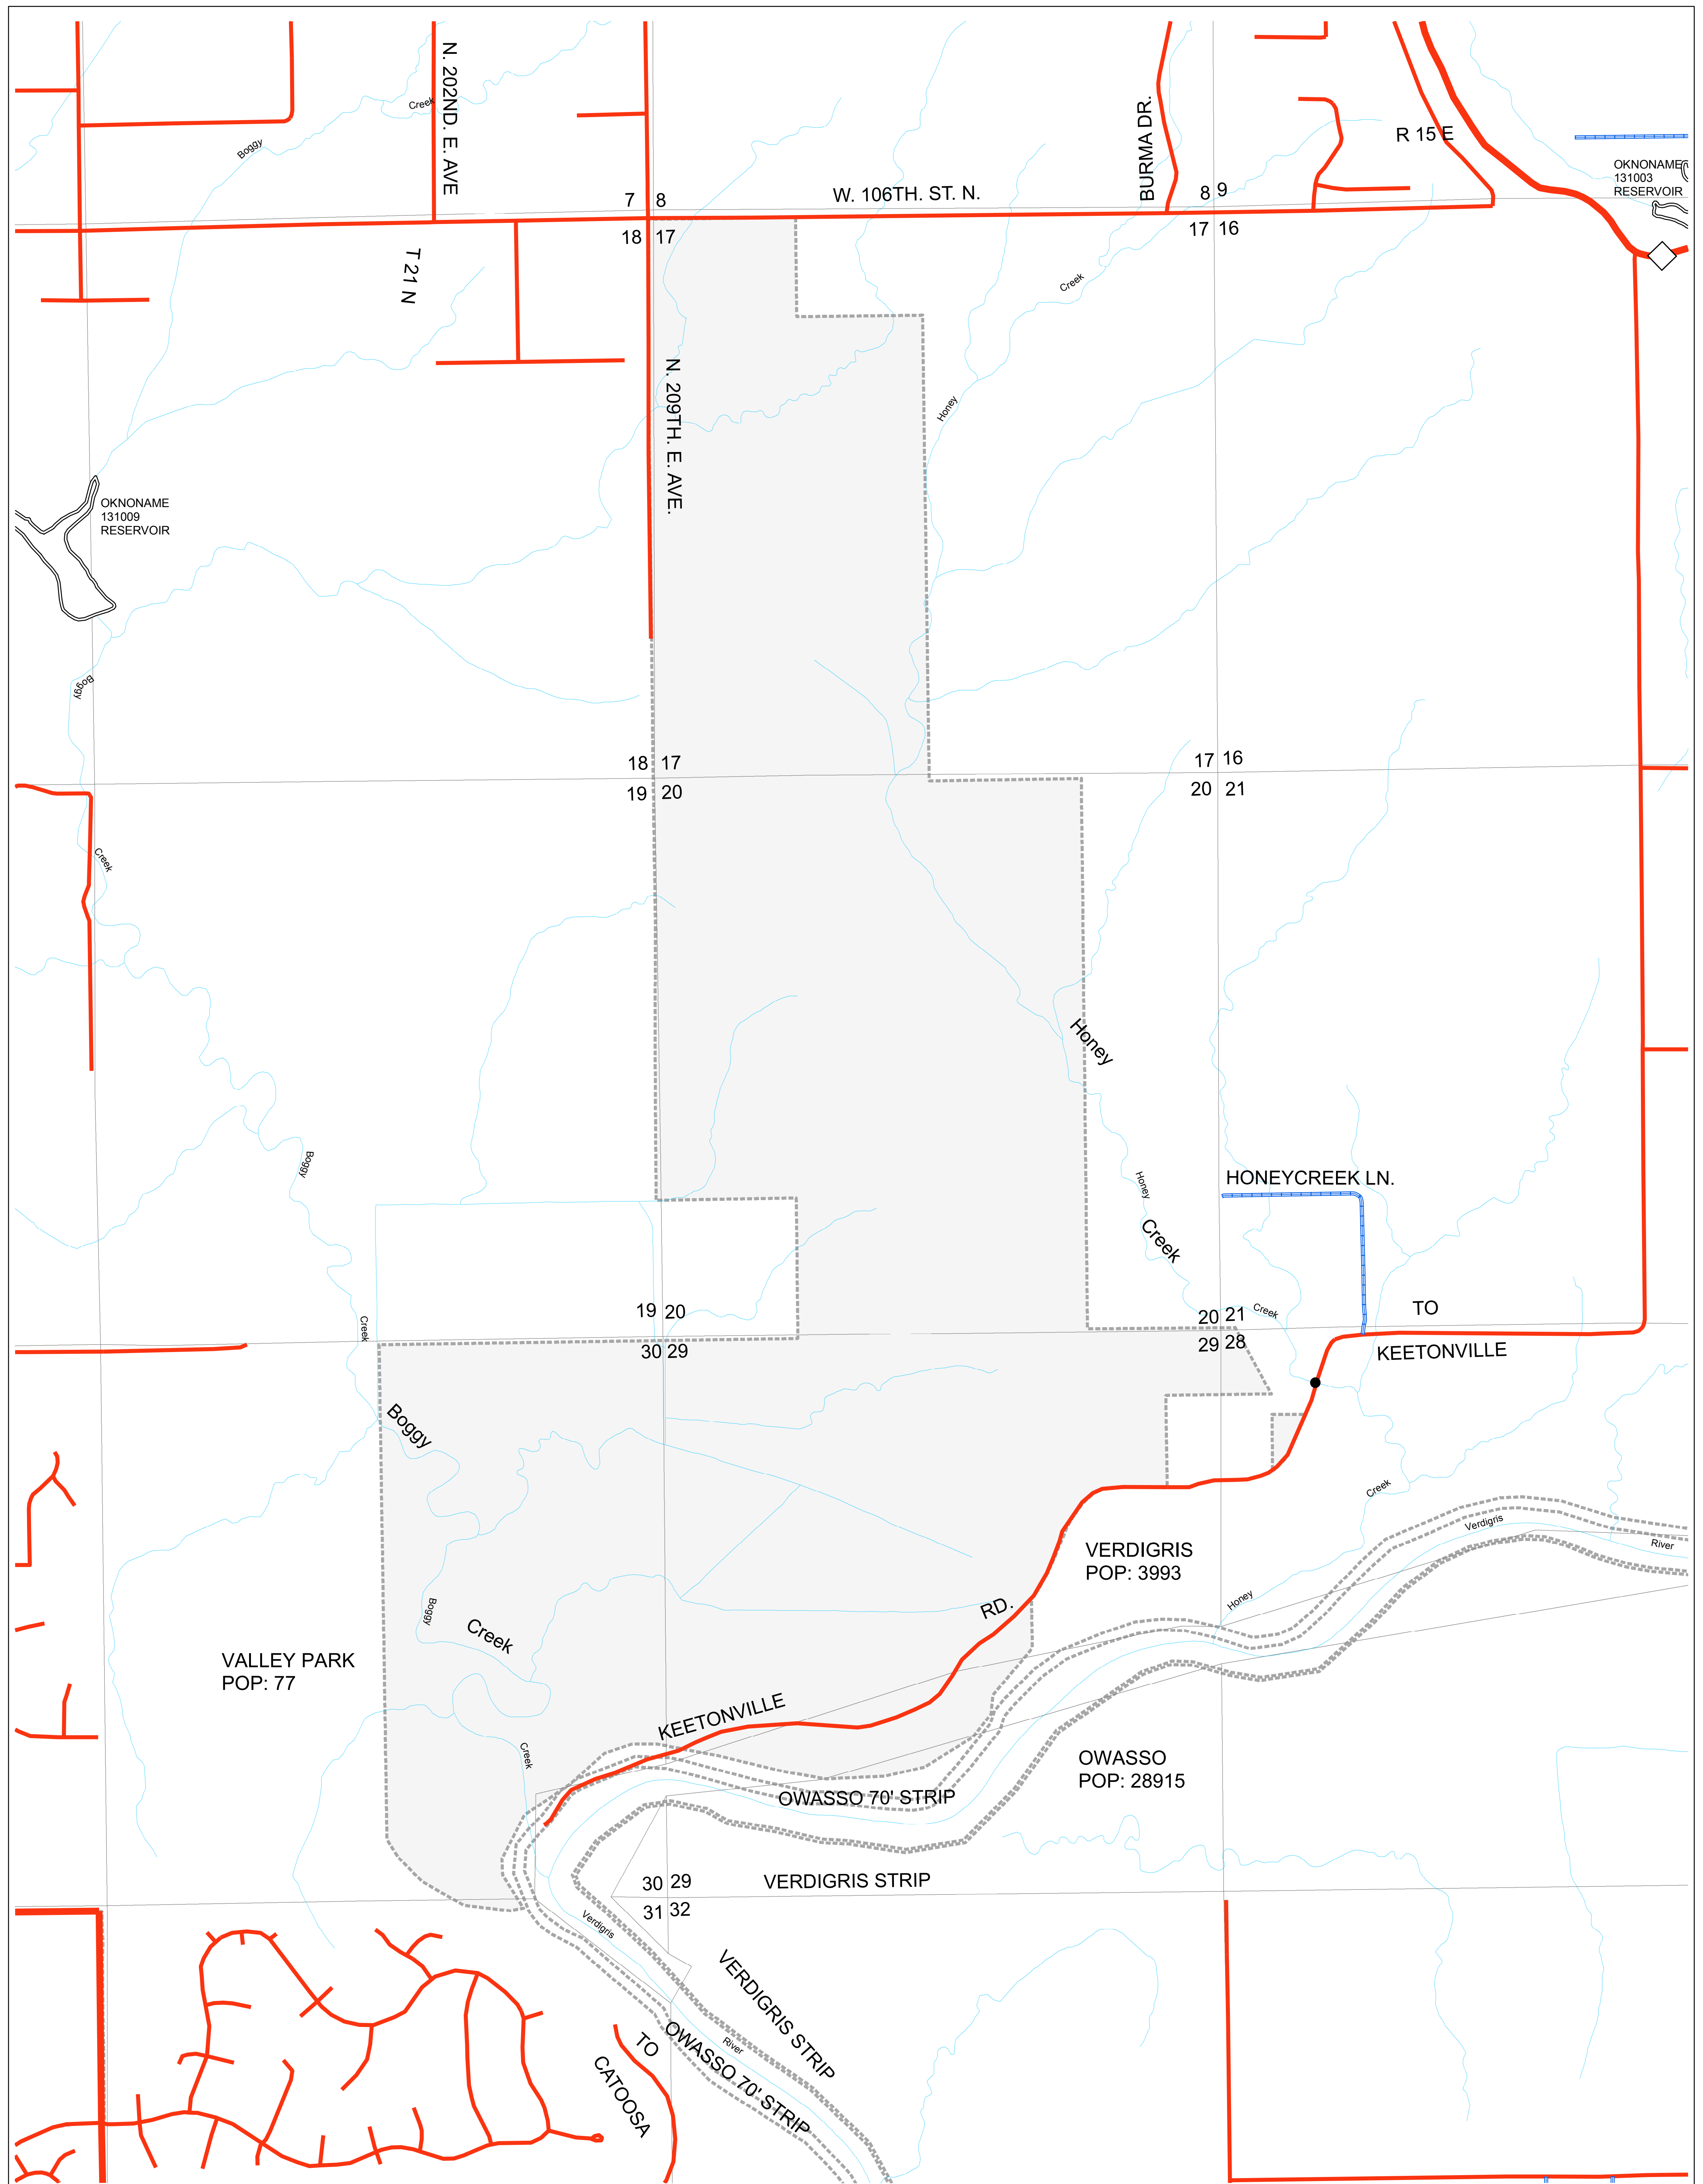 N. 202ND. E. AVE
Creek
Boggy
BURMA DR.
R 15 E
OKNONAME
131003
RESERVOIR
7 8
W. 106TH. ST. N.
8 9
18 17
17 16
T 21 N
Creek
N. 209TH. E. AVE.
Honey
OKNONAME
131009
RESERVOIR
Boggy
18 17
17 16
19 20
20 21
Creek
Honey
Boggy
Honey
HONEYCREEK LN.
Creek
19 20
20 21
Creek
TO
Creek
30 29
29 28
KEETONVILLE
Boggy
Creek
Verdigris
River
VERDIGRIS
POP: 3993
Boggy
RD.
Honey
Creek
VALLEY PARK
POP: 77
KEETONVILLE
Creek
OWASSO
POP: 28915
OWASSO 70' STRIP
30 29
VERDIGRIS STRIP
31 32
Verdigris
VERDIGRIS STRIP
River
TO
OWASSO 70' STRIP
CATOOSA